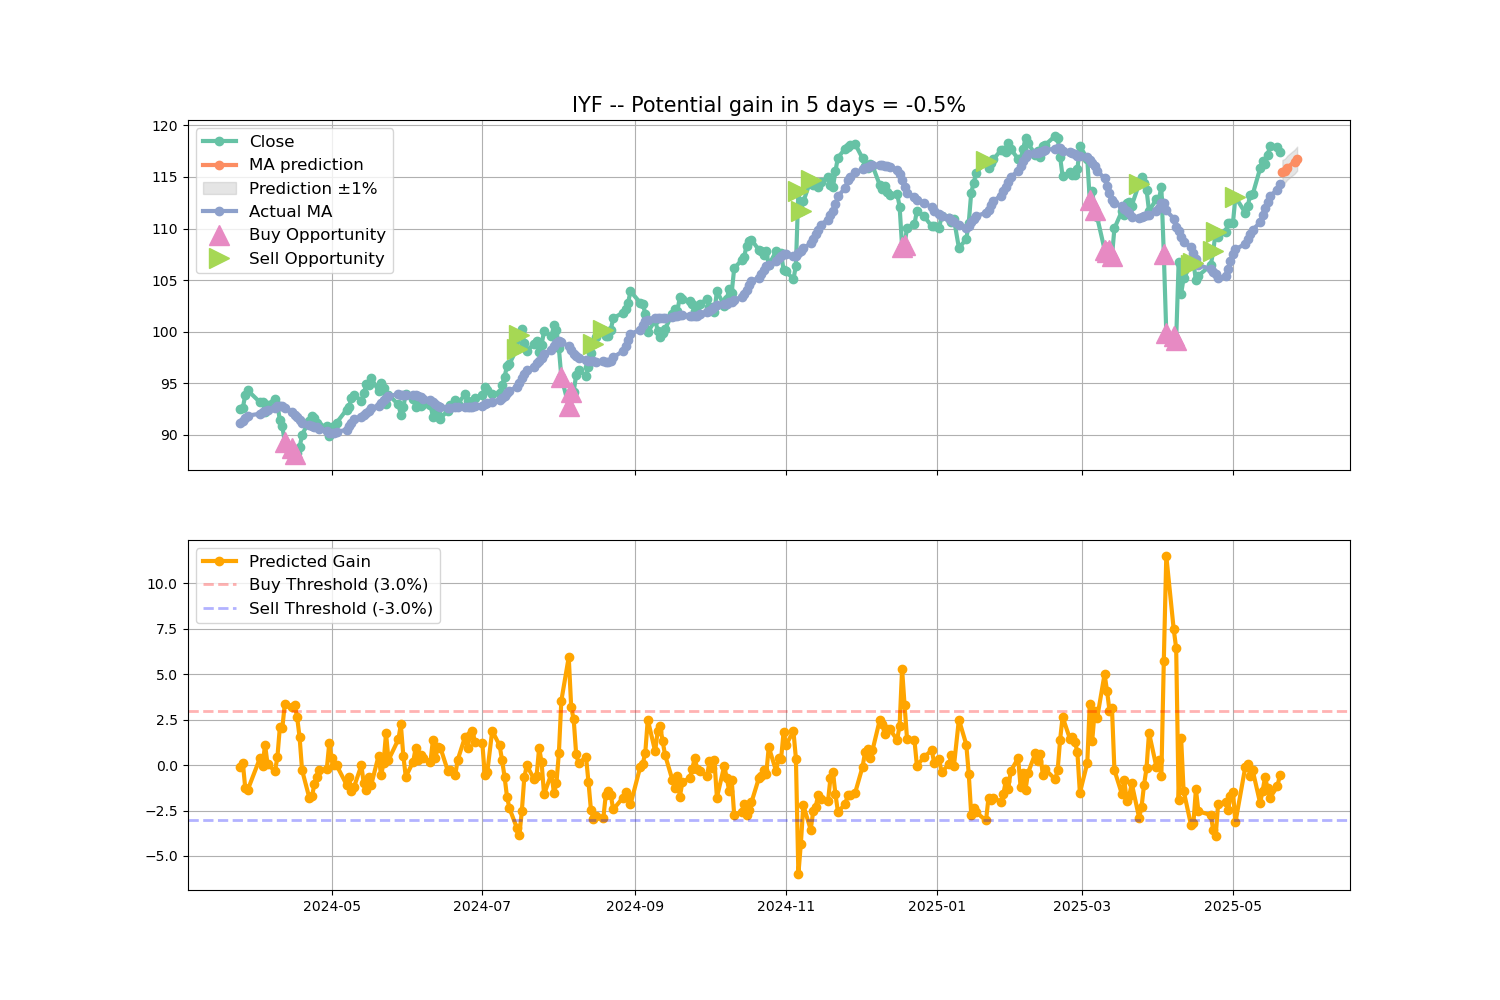 IYF -- Potential gain in 5 days = -0.5%
120
115
110
105
100
95
90
Close
MA prediction
Prediction ±1%
Actual MA
Buy Opportunity
Sell Opportunity
10.0
7.5
5.0
2.5
0.0
−2.5
−5.0
Predicted Gain
Buy Threshold (3.0%)
Sell Threshold (-3.0%)
2024-05
2024-07
2024-09
2024-11
2025-01
2025-03
2025-05